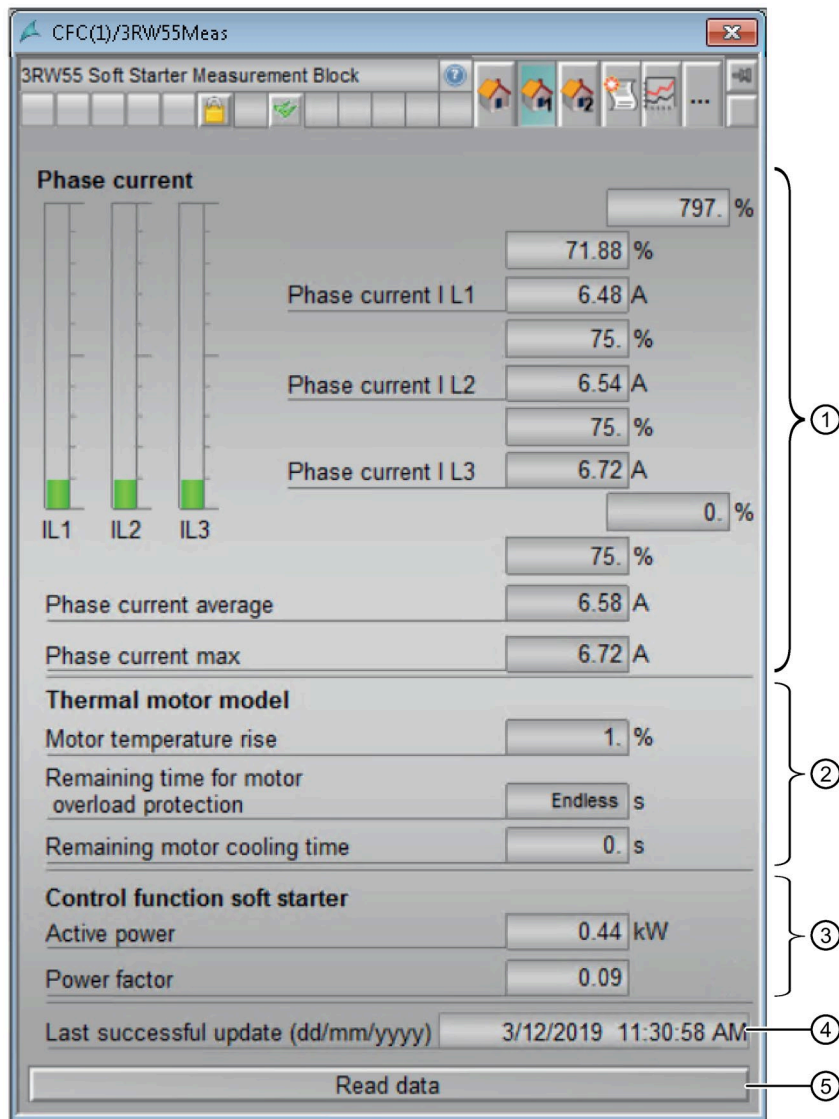 CFC(1)/3RW55Meas
3RW55 Soft Starter Measurement Block
1 2 ...
Phase current
797. %
71.88 %
Phase current I L1 6.48 A
75. %
Phase current I L2 6.54 A
75. %
Phase current I L3 6.72 A
IL1 IL2 IL3
0. %
75. %
Phase current average 6.58 A
Phase current max 6.72 A
1
Thermal motor model
Motor temperature rise 1. %
Remaining time for motor
overload protection Endless s
Remaining motor cooling time 0. s
2
Control function soft starter
Active power 0.44 kW
Power factor 0.09
3
Last successful update (dd/mm/yyyy) 3/12/2019 11:30:58 AM 4
Read data 5